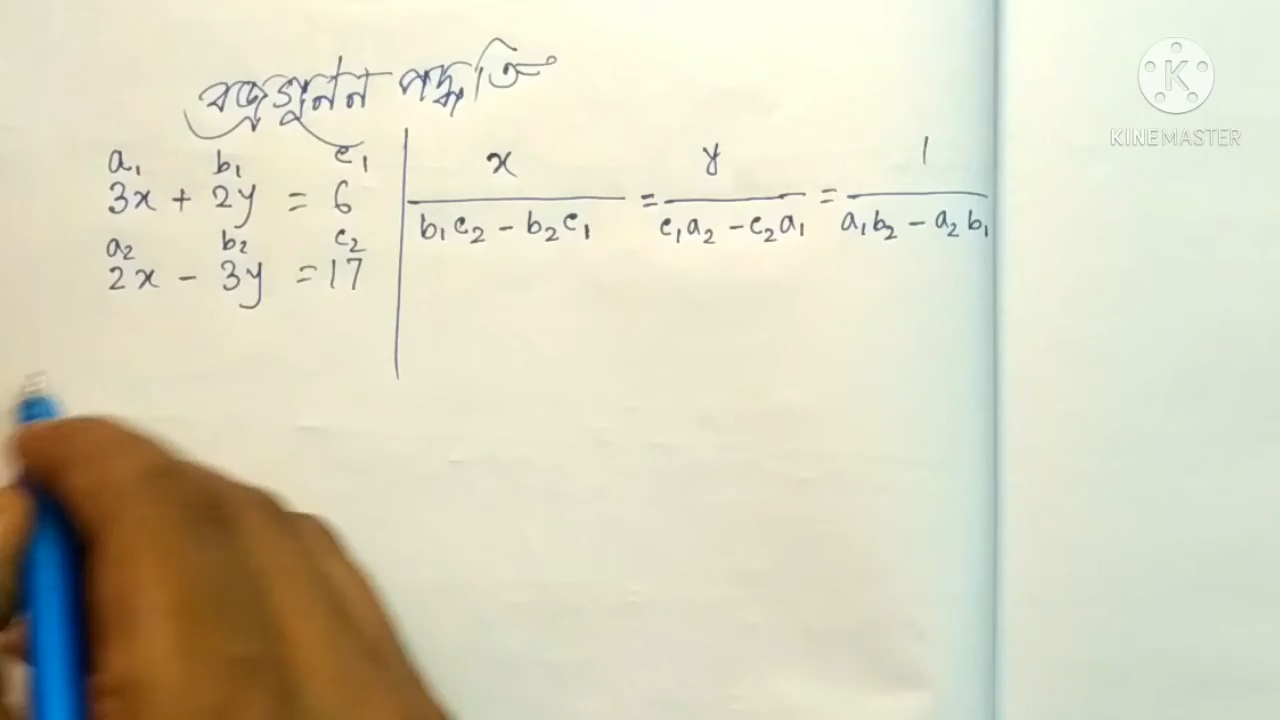 বজ্রগুনন পদ্ধতি
a₁ b₁ c₁
3x + 2y = 6
a₂ b₂ c₂
2x - 3y = 17
x / (b₁c₂ - b₂c₁) = y / (c₁a₂ - c₂a₁) = 1 / (a₁b₂ - a₂b₁)
K
KINEMASTER